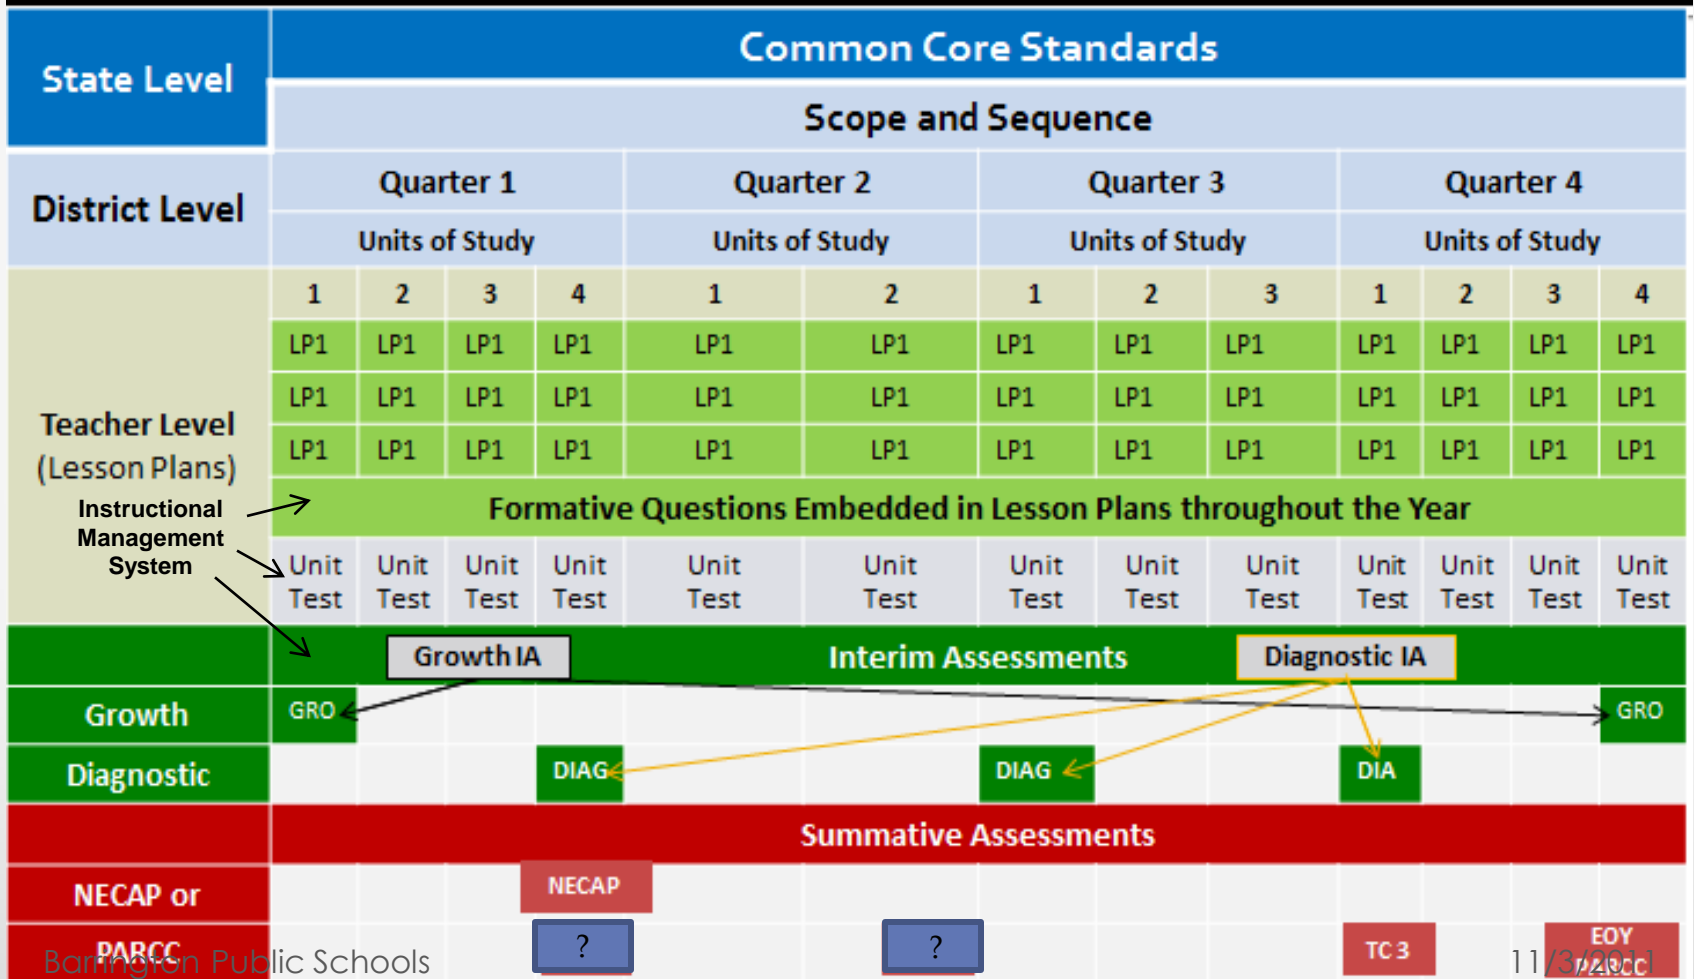 Common Core Standards
State Level
Scope and Sequence
District Level
Quarter 1 Quarter 2 Quarter 3 Quarter 4
Units of Study Units of Study Units of Study Units of Study
1 2 3 4 1 2 1 2 3 1 2 3 4
LP1 LP1 LP1 LP1 LP1 LP1 LP1 LP1 LP1 LP1 LP1 LP1 LP1
LP1 LP1 LP1 LP1 LP1 LP1 LP1 LP1 LP1 LP1 LP1 LP1 LP1
LP1 LP1 LP1 LP1 LP1 LP1 LP1 LP1 LP1 LP1 LP1 LP1 LP1
Teacher Level
(Lesson Plans)
Instructional
Management
System
Formative Questions Embedded in Lesson Plans throughout the Year
Unit Unit Unit Unit Unit Unit Unit Unit Unit Unit Unit Unit Unit
Test Test Test Test Test Test Test Test Test Test Test Test Test
Growth IA Interim Assessments Diagnostic IA
Growth GRO GRO
Diagnostic DIAG DIAG DIA
Summative Assessments
NECAP or NECAP
PARCC ? ? TC 3 EOY
PARCC
Barrington Public Schools 11/3/2011